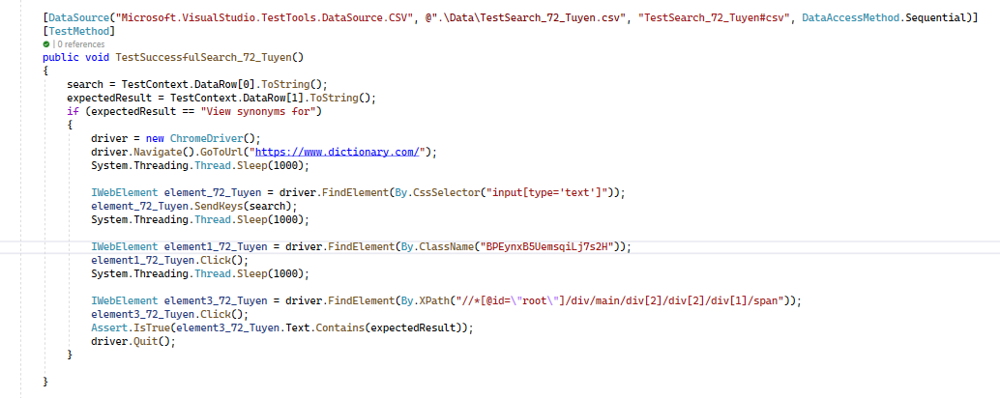 [DataSource("Microsoft.VisualStudio.TestTools.DataSource.CSV", @".\Data\TestSearch_72_Tuyen.csv", "TestSearch_72_Tuyen#csv", DataAccessMethod.Sequential)]
[TestMethod]
| 0 references
public void TestSuccessfulSearch_72_Tuyen()
{
search = TestContext.DataRow[0].ToString();
expectedResult = TestContext.DataRow[1].ToString();
if (expectedResult == "View synonyms for")
{
driver = new ChromeDriver();
driver.Navigate().GoToUrl("https://www.dictionary.com/");
System.Threading.Thread.Sleep(1000);
IWebElement element_72_Tuyen = driver.FindElement(By.CssSelector("input[type='text']"));
element_72_Tuyen.SendKeys(search);
System.Threading.Thread.Sleep(1000);
IWebElement element1_72_Tuyen = driver.FindElement(By.ClassName("BPEynxB5UemsqiLj7s2H"));
element1_72_Tuyen.Click();
System.Threading.Thread.Sleep(1000);
IWebElement element3_72_Tuyen = driver.FindElement(By.XPath("//*[@id=\"root\"]/div/main/div[2]/div[2]/div[1]/span"));
element3_72_Tuyen.Click();
Assert.IsTrue(element3_72_Tuyen.Text.Contains(expectedResult));
driver.Quit();
}
}